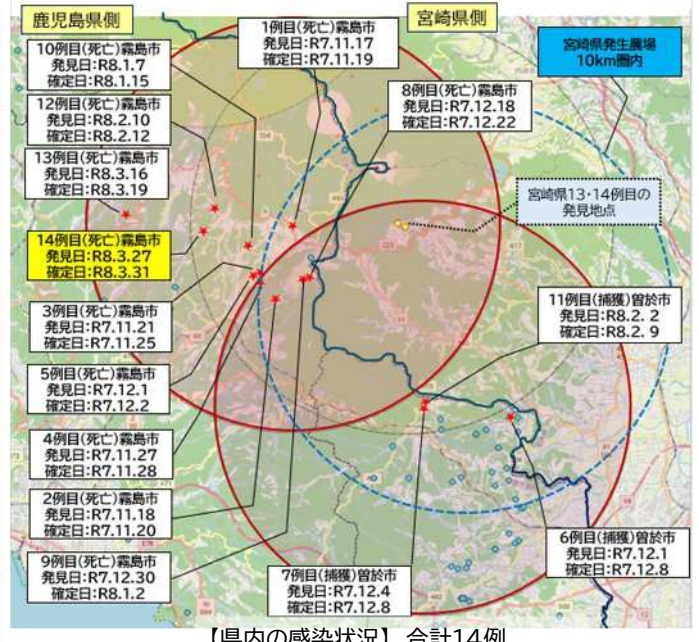 鹿児島県側
宮崎県側
1例目(死亡)霧島市
発見日:R7.11.17
確定日:R7.11.19
宮崎県発生農場
10km圏内
10例目(死亡)霧島市
発見日:R8.1.7
確定日:R8.1.15
8例目(死亡)霧島市
発見日:R7.12.18
確定日:R7.12.22
12例目(死亡)霧島市
発見日:R8.2.10
確定日:R8.2.12
13例目(死亡)霧島市
発見日:R8.3.16
確定日:R8.3.19
宮崎県13・14例目の
発見地点
14例目(死亡)霧島市
発見日:R8.3.27
確定日:R8.3.31
11例目(捕獲)曽於市
発見日:R8.2. 2
確定日:R8.2. 9
3例目(死亡)霧島市
発見日:R7.11.21
確定日:R7.11.25
5例目(死亡)霧島市
発見日:R7.12.1
確定日:R7.12.2
4例目(死亡)霧島市
発見日:R7.11.27
確定日:R7.11.28
2例目(死亡)霧島市
発見日:R7.11.18
確定日:R7.11.20
9例目(死亡)霧島市
発見日:R7.12.30
確定日:R8.1.2
7例目(捕獲)曽於市
発見日:R7.12.4
確定日:R7.12.8
6例目(捕獲)曽於市
発見日:R7.12.1
確定日:R7.12.8
【県内の感染状況】 合計14例